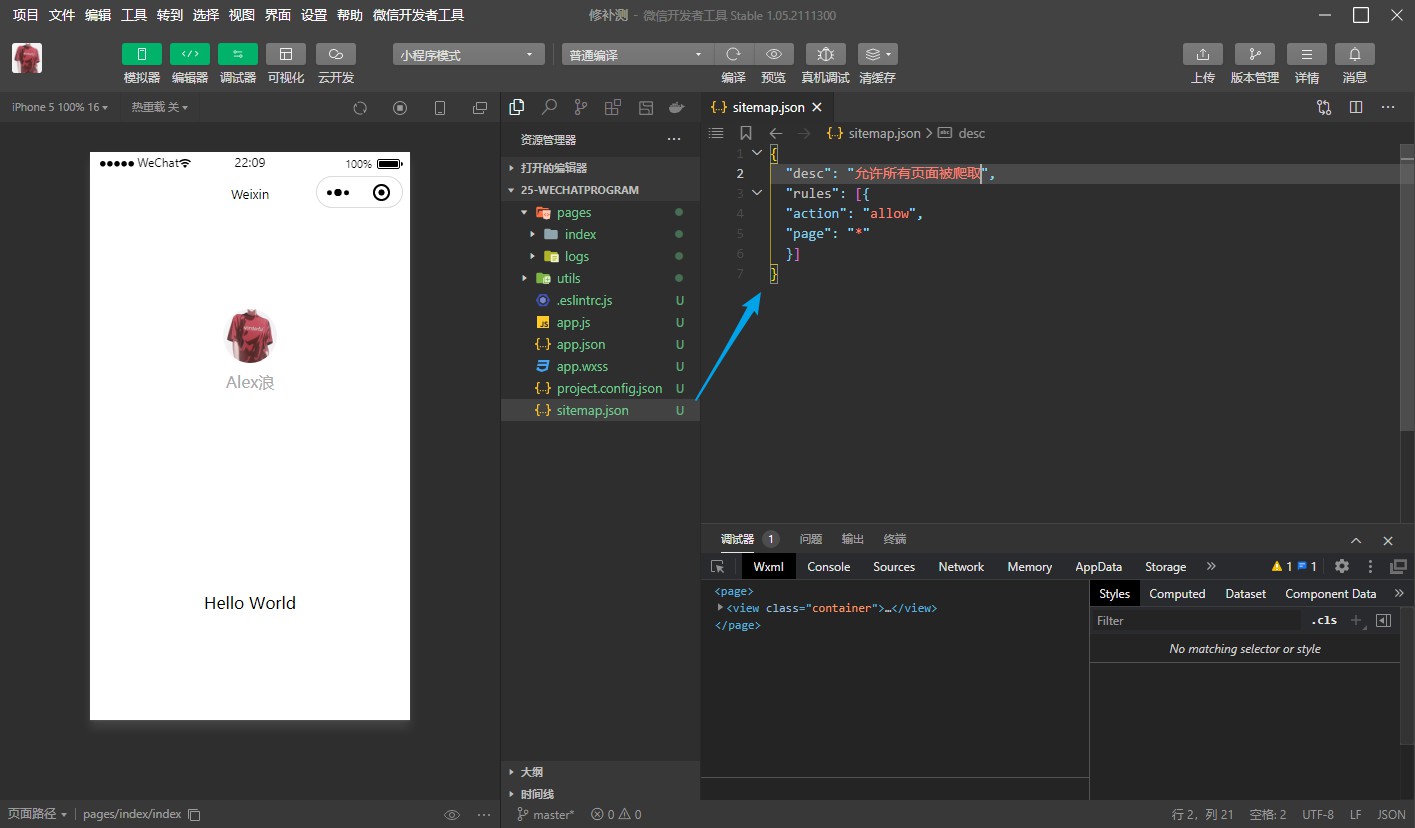 项目 文件 编辑 工具 转到 选择 视图 界面 设置 帮助 微信开发者工具
修补测 - 微信开发者工具 Stable 1.05.2111300
小程序模式
普通编译
模拟器 编辑器 调试器 可视化 云开发
编译 预览 真机调试 清缓存
上传 版本管理 详情 消息
iPhone 5 100% 16
热重载 关
WeChat
22:09
100%
Weixin
Alex浪
Hello World
页面路径
pages/index/index
资源管理器
打开的编辑器
25-WECHATPROGRAM
pages
index
logs
utils
.eslintrc.js U
app.js U
app.json U
app.wxss U
project.config.json U
sitemap.json U
大纲
时间线
master*
0
0
sitemap.json
sitemap.json
desc
1 {
2 "desc": "允许所有页面被爬取",
3 "rules": [{
4 "action": "allow",
5 "page": "*"
6 }]
7 }
调试器 1 问题 输出 终端
Wxml Console Sources Network Memory AppData Storage
1 1
<page>
<view class="container">…</view>
</page>
Styles Computed Dataset Component Data
Filter
.cls
No matching selector or style
行 2，列 21 空格: 2 UTF-8 LF JSON